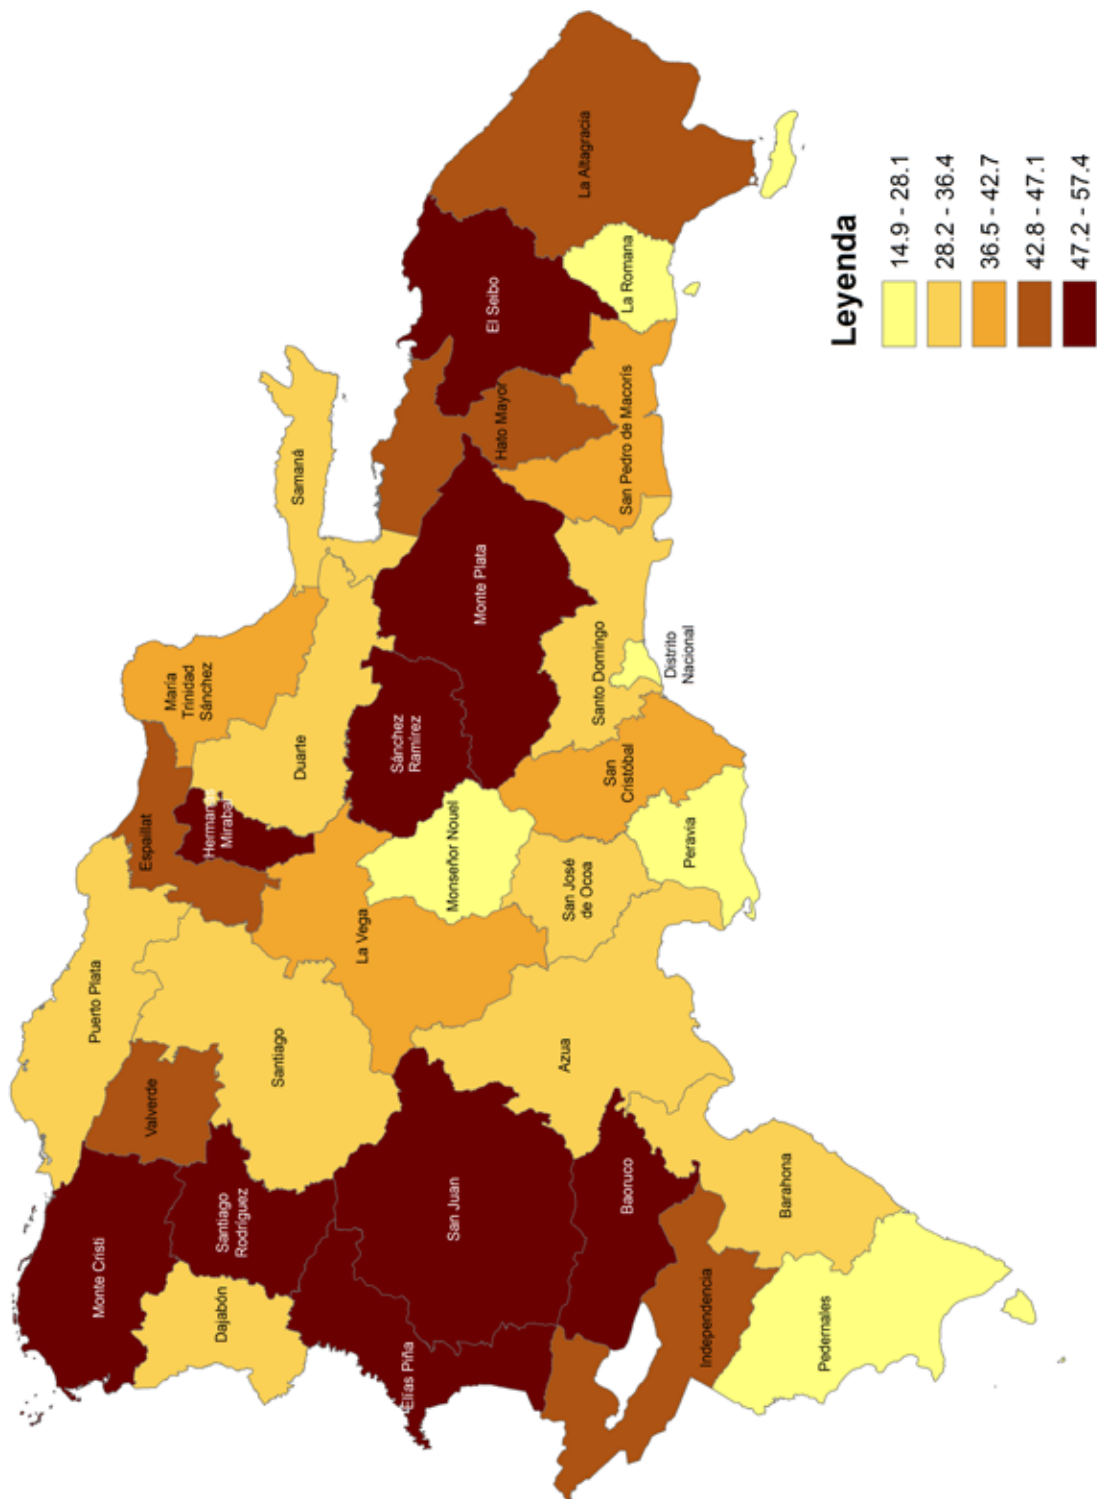 Monte Cristi
Puerto Plata
Valverde
Espaillat
María
Trinidad
Sánchez
Dajabón
Santiago
Rodríguez
Hermanas
Mirabal
Santiago
Duarte
Samaná
La Vega
Elías Piña
Sánchez
Ramírez
San Juan
Monseñor Nouel
Monte Plata
Hato Mayor
El Seibo
Azua
San José
de Ocoa
La Altagracia
Santo Domingo
San
Cristóbal
Baoruco
San Pedro de Macorís
La Romana
Distrito
Nacional
Peravia
Independencia
Barahona
Pedernales
Leyenda
14.9 - 28.1
28.2 - 36.4
36.5 - 42.7
42.8 - 47.1
47.2 - 57.4